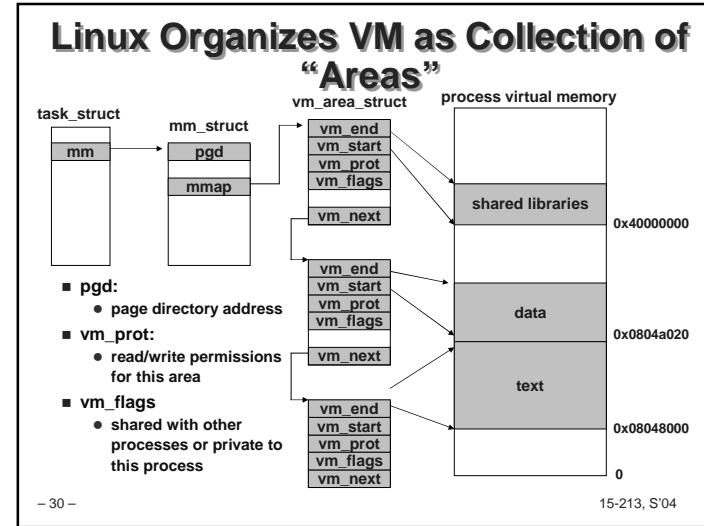 Linux Organizes VM as Collection of
“Areas”
task_struct
mm
mm_struct
pgd
mmap
vm_area_struct
vm_end
vm_start
vm_prot
vm_flags
vm_next
vm_end
vm_start
vm_prot
vm_flags
vm_next
vm_end
vm_start
vm_prot
vm_flags
vm_next
process virtual memory
shared libraries
0x40000000
data
0x0804a020
text
0x08048000
0
■ pgd:
● page directory address
■ vm_prot:
● read/write permissions
for this area
■ vm_flags
● shared with other
processes or private to
this process
– 30 –
15-213, S’04